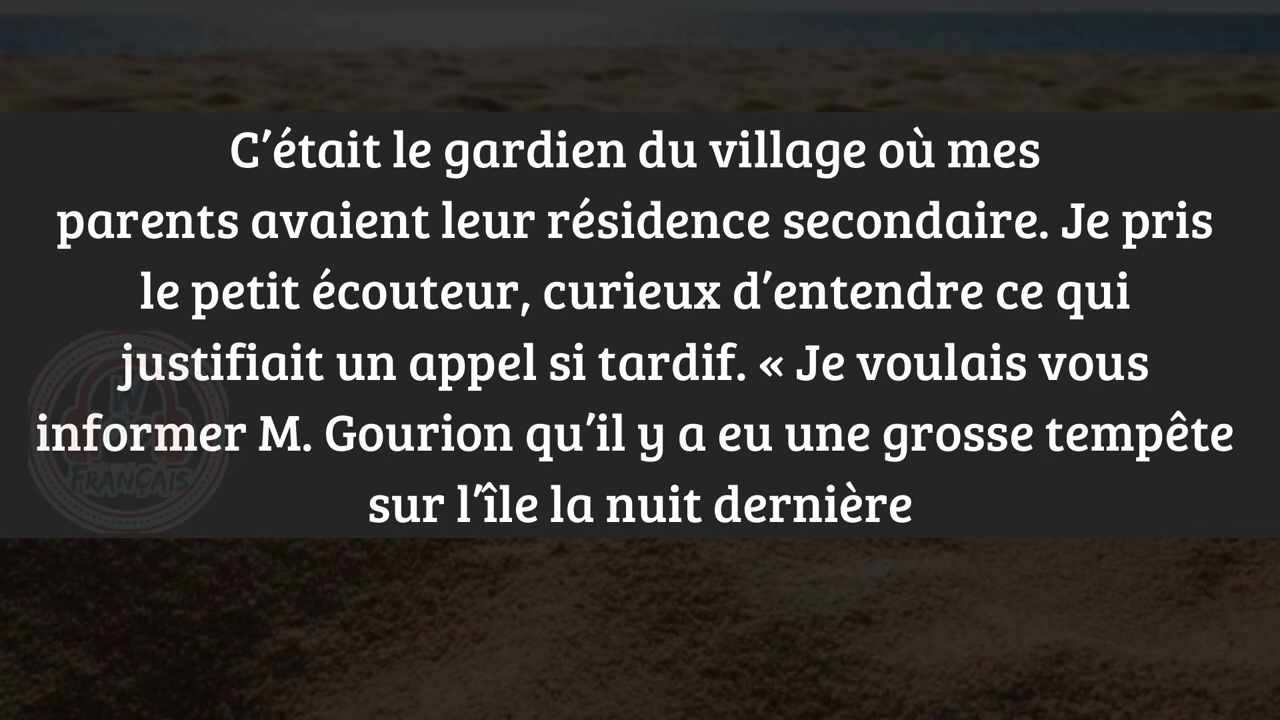 C'était le gardien du village où mes
parents avaient leur résidence secondaire. Je pris
le petit écouteur, curieux d'entendre ce qui
justifiait un appel si tardif. « Je voulais vous
informer M. Gourion qu'il y a eu une grosse tempête
sur l'île la nuit dernière
FRANÇAIS